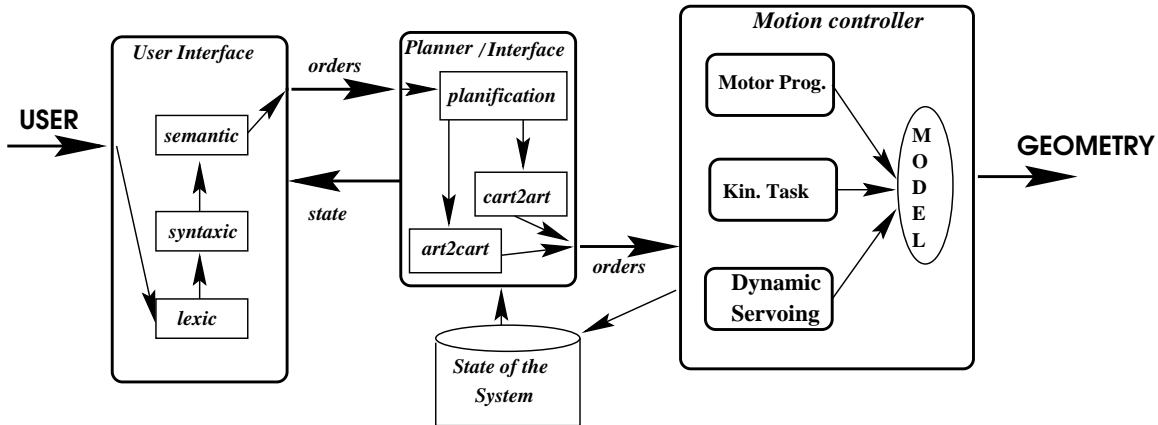 USER
User Interface
semantic
syntaxic
lexic
orders
state
Planner / Interface
planification
cart2art
art2cart
orders
State of the
System
Motion controller
Motor Prog.
Kin. Task
Dynamic
Servoing
M
O
D
E
L
GEOMETRY